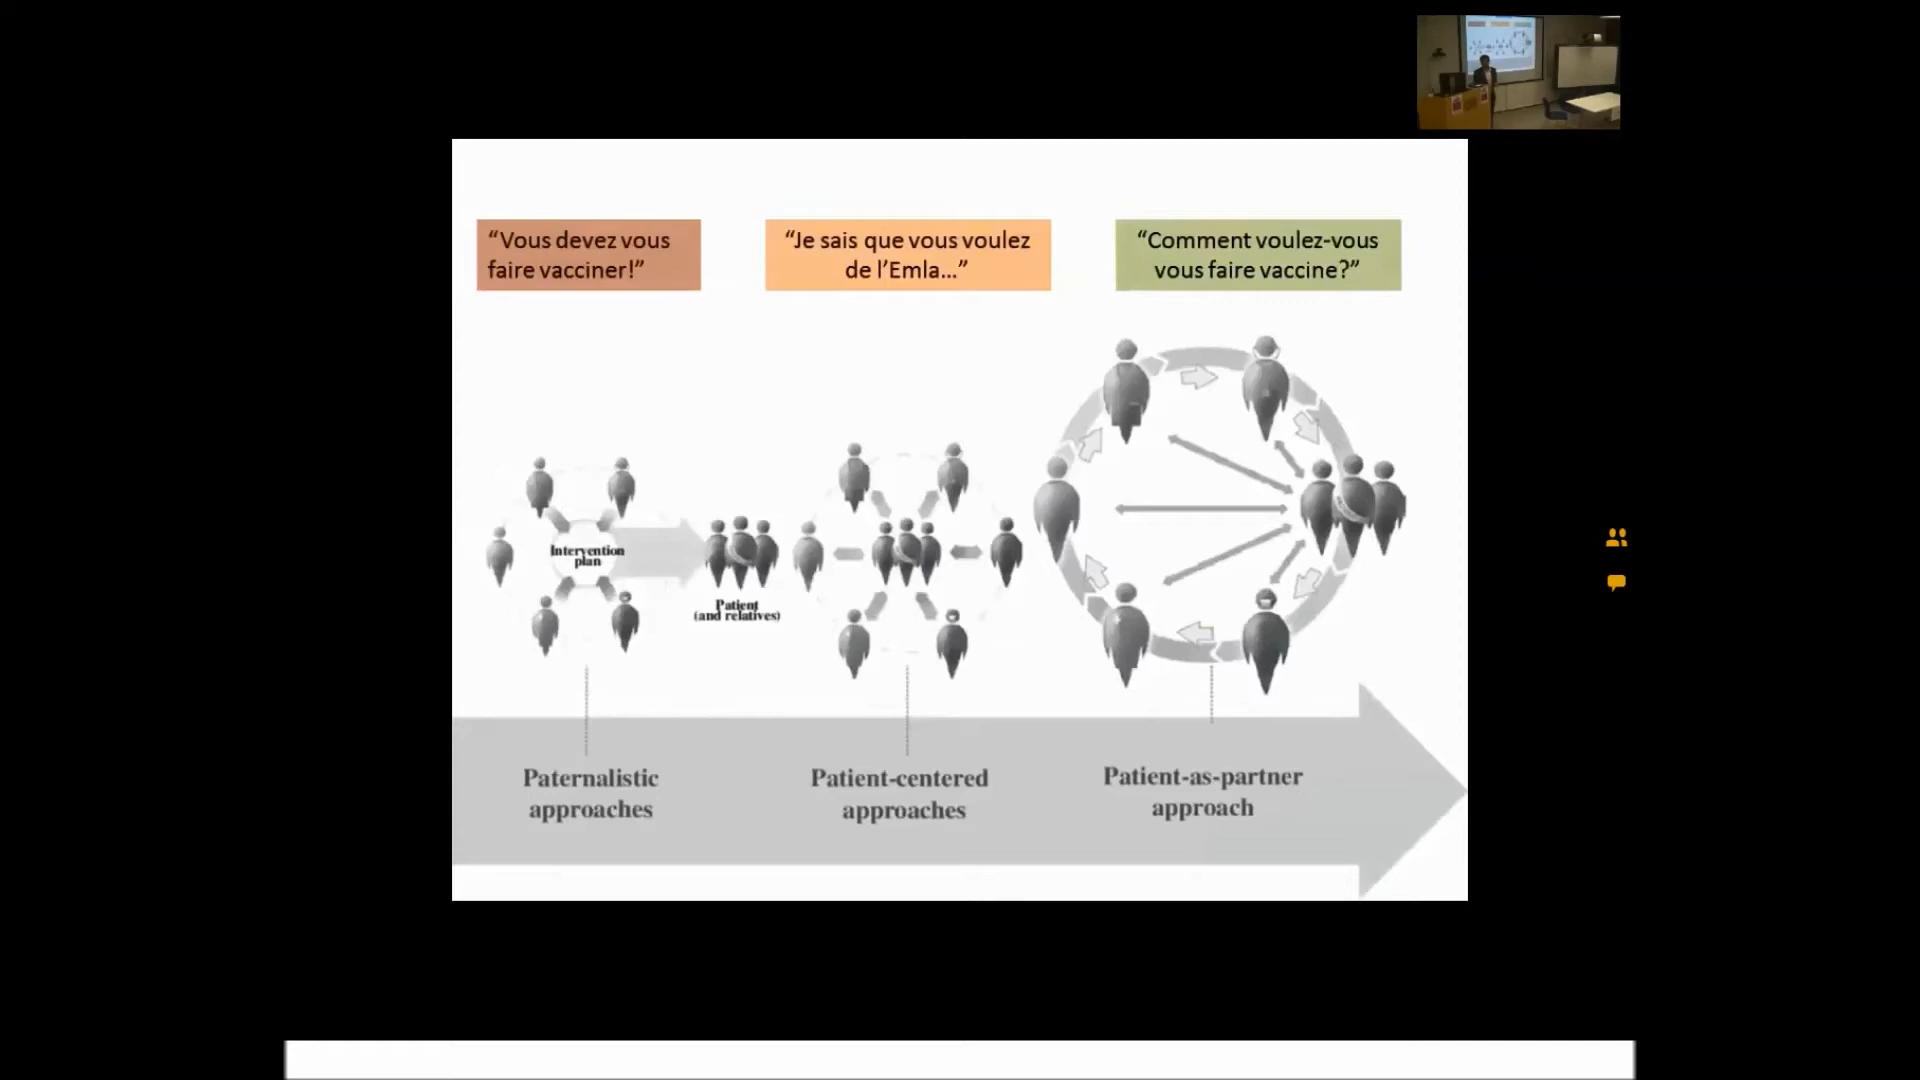 “Vous devez vous
faire vacciner!”
“Je sais que vous voulez
de l’Emla...”
“Comment voulez-vous
vous faire vaccine?”
Intervention
plan
Patient
(and relatives)
Paternalistic
approaches
Patient-centered
approaches
Patient-as-partner
approach